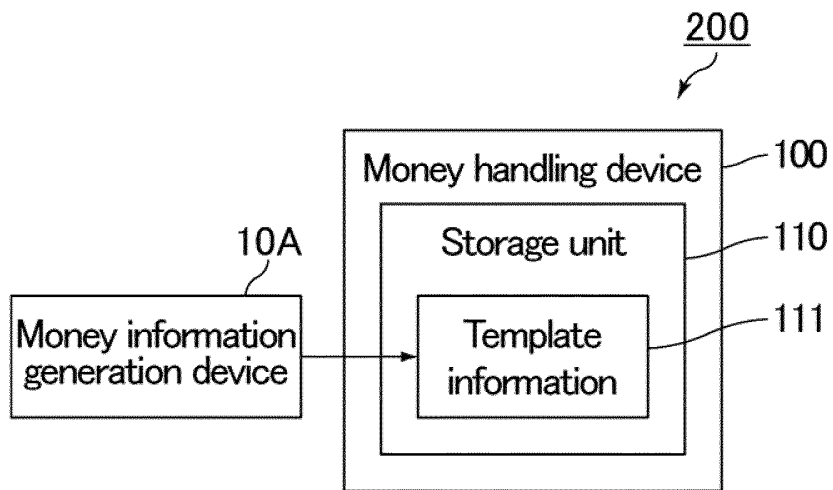 200
Money handling device
100
Storage unit
110
10A
Money information
generation device
Template
information
111